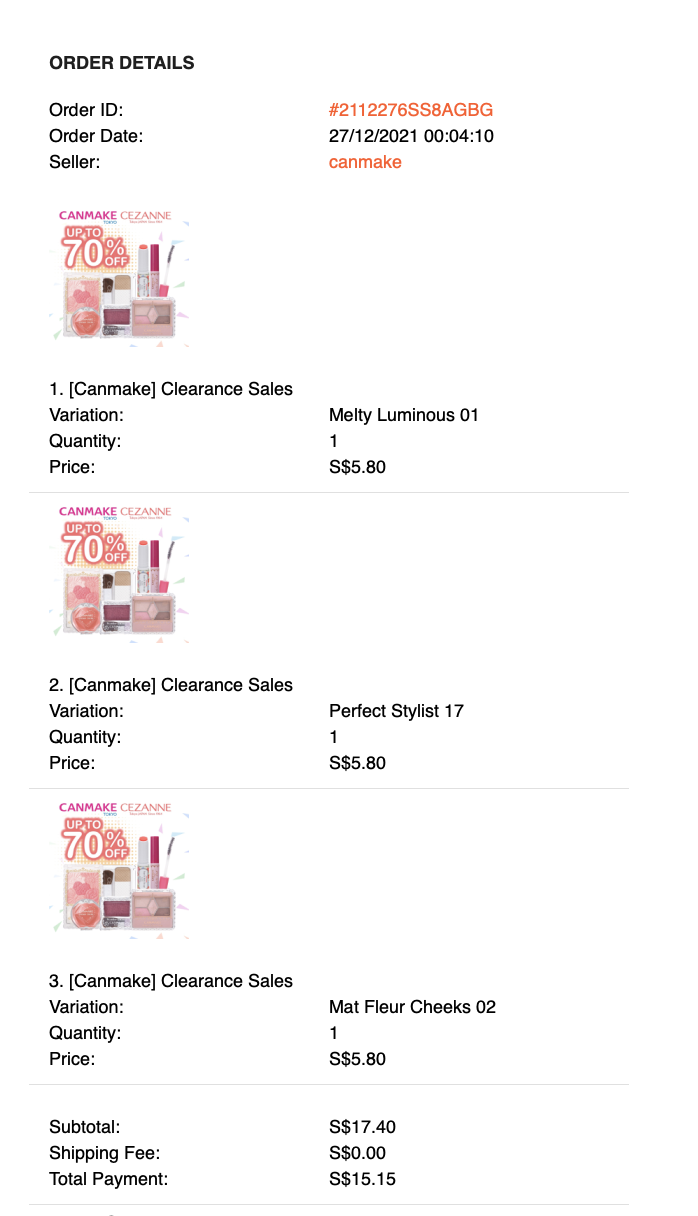 ORDER DETAILS
Order ID: #2112276SS8AGBG
Order Date: 27/12/2021 00:04:10
Seller: canmake
CANMAKE CEZANNE
TOKYO
UP TO
70%
OFF
1. [Canmake] Clearance Sales
Variation: Melty Luminous 01
Quantity: 1
Price: S$5.80
CANMAKE CEZANNE
TOKYO
UP TO
70%
OFF
2. [Canmake] Clearance Sales
Variation: Perfect Stylist 17
Quantity: 1
Price: S$5.80
CANMAKE CEZANNE
TOKYO
UP TO
70%
OFF
3. [Canmake] Clearance Sales
Variation: Mat Fleur Cheeks 02
Quantity: 1
Price: S$5.80
Subtotal: S$17.40
Shipping Fee: S$0.00
Total Payment: S$15.15